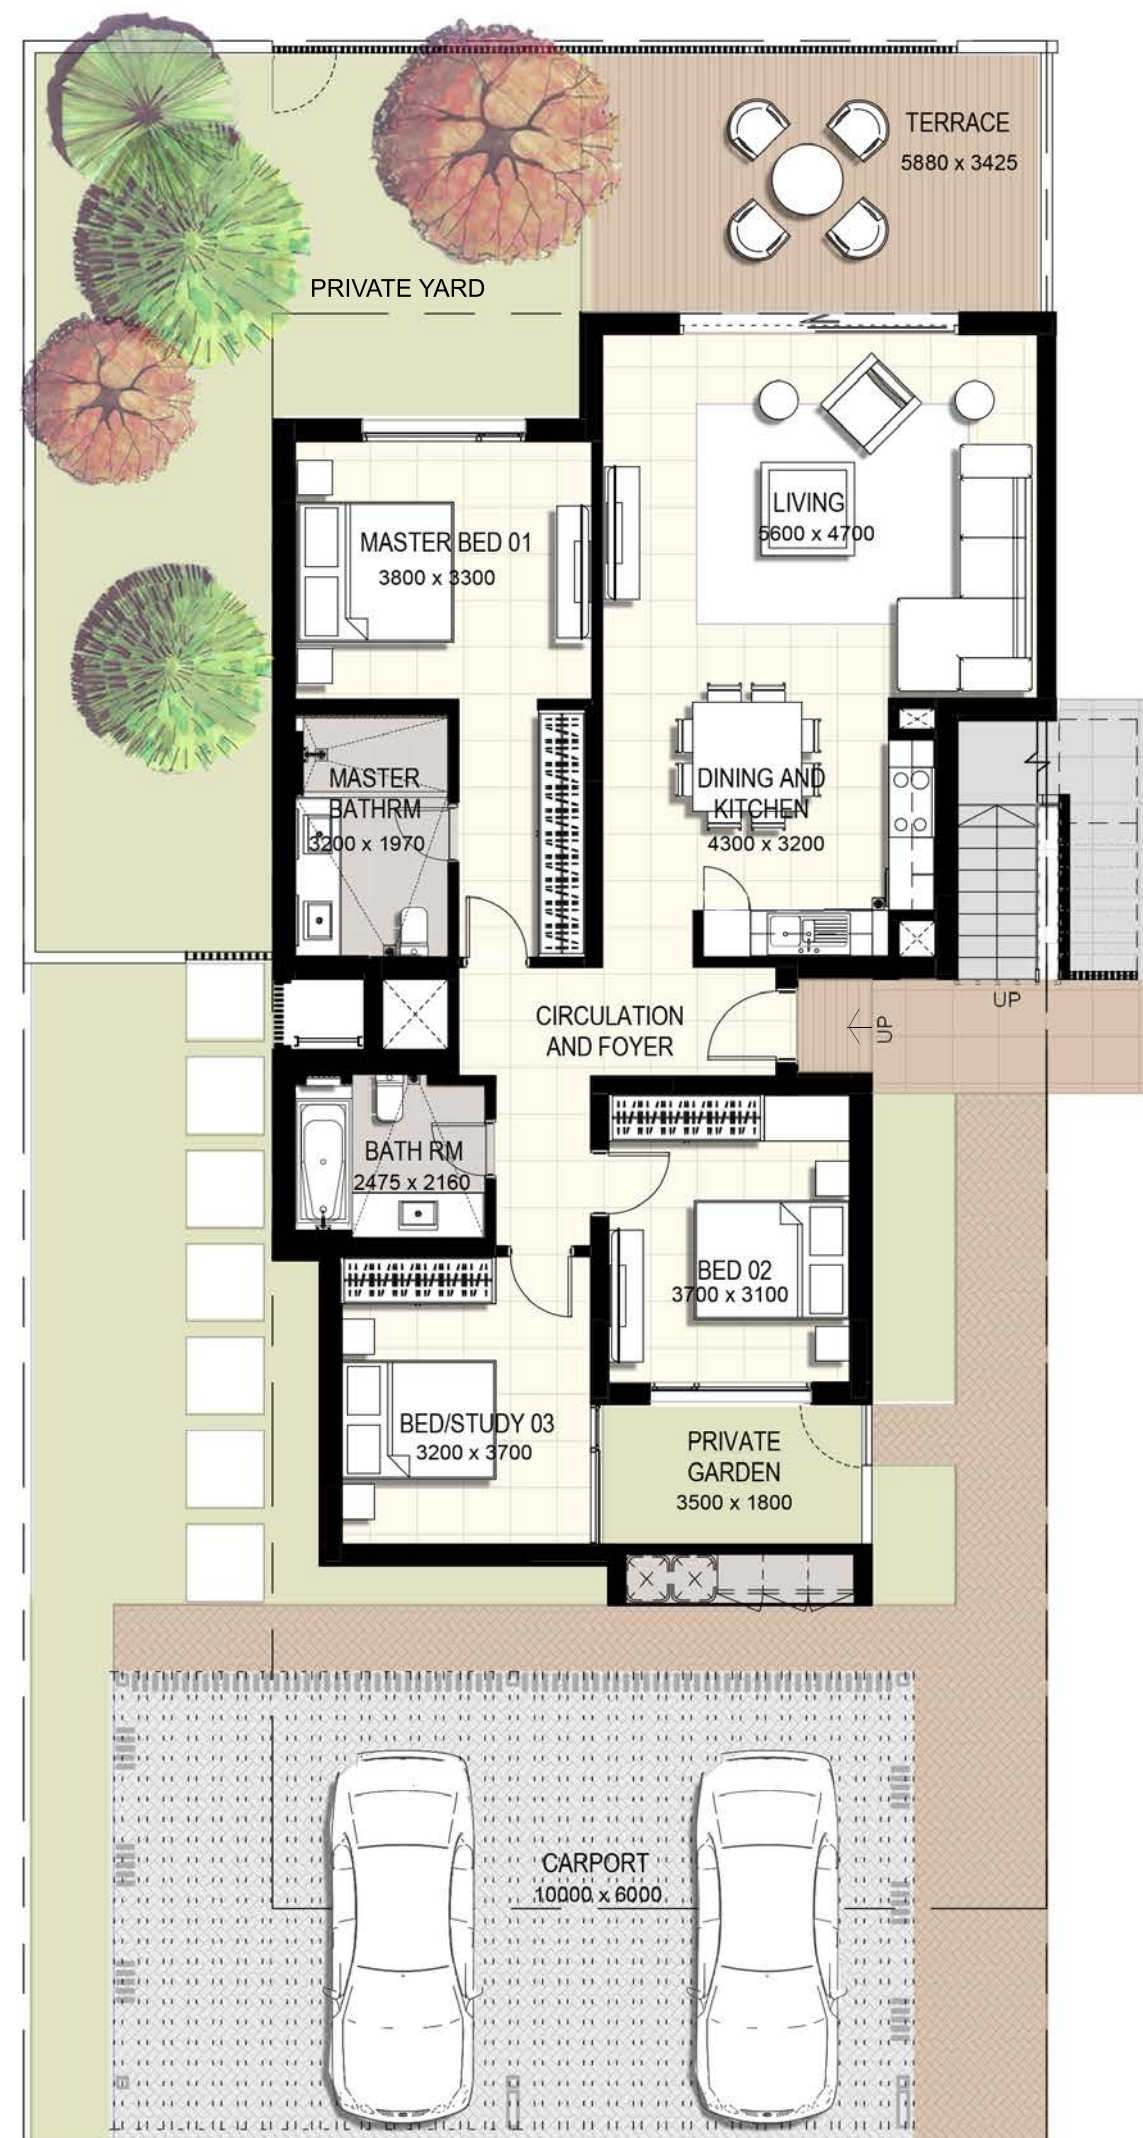 TERRACE
5880 x 3425
PRIVATE YARD
LIVING
5600 x 4700
MASTER BED 01
3800 x 3300
MASTER
BATHRM
3200 x 1970
DINING AND
KITCHEN
4300 x 3200
UP
UP
CIRCULATION
AND FOYER
BATH RM
2475 x 2160
BED 02
3700 x 3100
BED/STUDY 03
3200 x 3700
PRIVATE
GARDEN
3500 x 1800
CARPORT
10000 x 6000